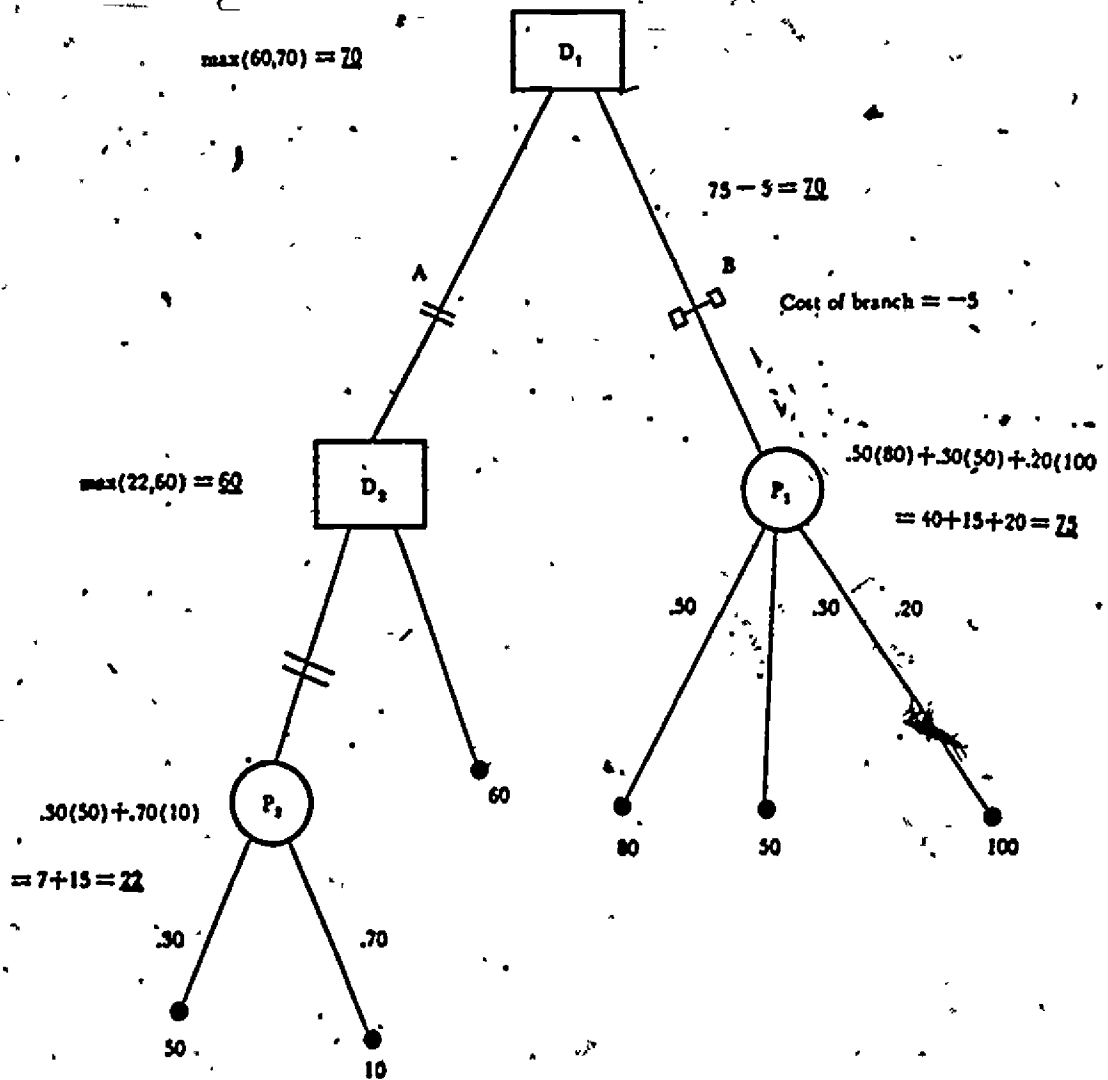 max(60,70) = 70
D₁
75 − 5 = 70
A
B
Cost of branch = −5
max(22,60) = 60
D₂
P₁
.50(80)+.30(50)+.20(100
= 40+15+20 = 75
.50
.30
.20
60
.30(50)+.70(10)
P₂
= 7+15 = 22
80
50
100
.30
.70
50
10